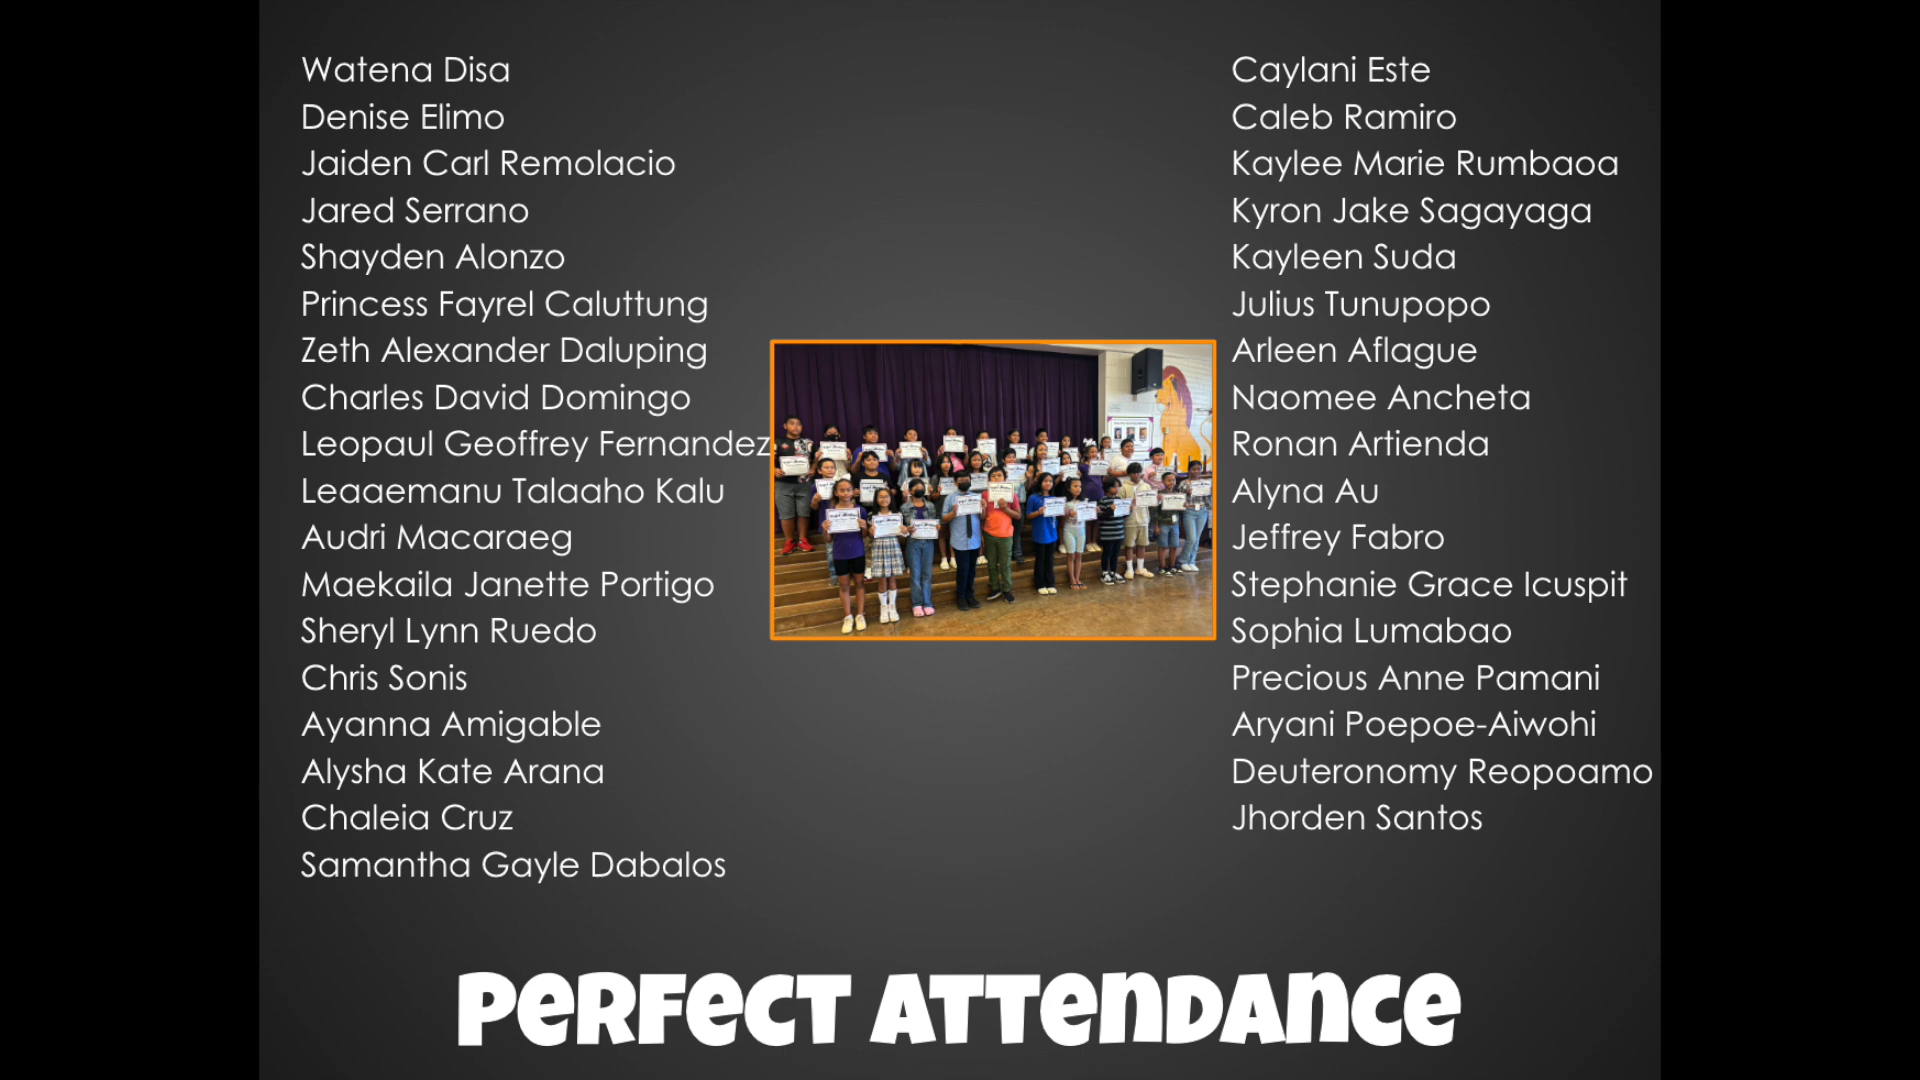 Watena Disa
Denise Elimo
Jaiden Carl Remolacio
Jared Serrano
Shayden Alonzo
Princess Fayrel Caluttung
Zeth Alexander Daluping
Charles David Domingo
Leopaul Geoffrey Fernandez
Leaaemanu Talaaho Kalu
Audri Macaraeg
Maekaila Janette Portigo
Sheryl Lynn Ruedo
Chris Sonis
Ayanna Amigable
Alysha Kate Arana
Chaleia Cruz
Samantha Gayle Dabalos
Caylani Este
Caleb Ramiro
Kaylee Marie Rumbaoa
Kyron Jake Sagayaga
Kayleen Suda
Julius Tunupopo
Arleen Aflague
Naomee Ancheta
Ronan Artienda
Alyna Au
Jeffrey Fabro
Stephanie Grace Icuspit
Sophia Lumabao
Precious Anne Pamani
Aryani Poepoe-Aiwohi
Deuteronomy Reopoamo
Jhorden Santos
PERFECT ATTENDANCE